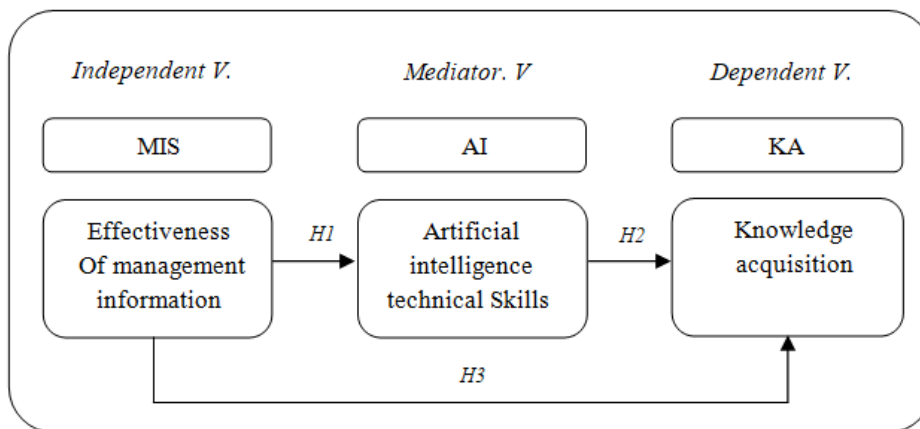 Independent V.
Mediator. V
Dependent V.
MIS
AI
KA
Effectiveness
Of management
information
H1
Artificial
intelligence
technical Skills
H2
Knowledge
acquisition
H3